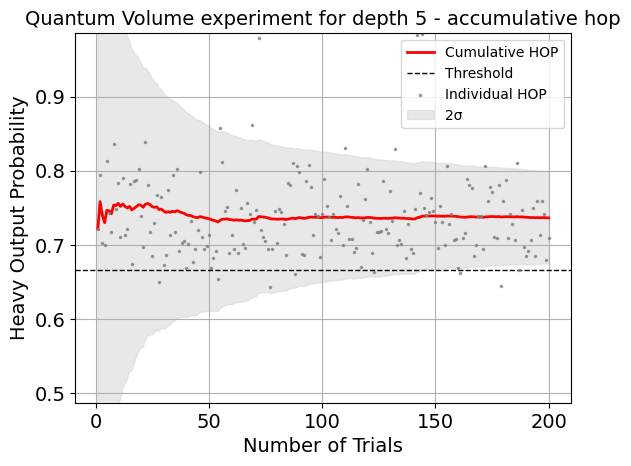 Quantum Volume experiment for depth 5 - accumulative hop
Cumulative HOP
Threshold
Individual HOP
2σ
Heavy Output Probability
0.9
0.8
0.7
0.6
0.5
0
50
100
150
200
Number of Trials